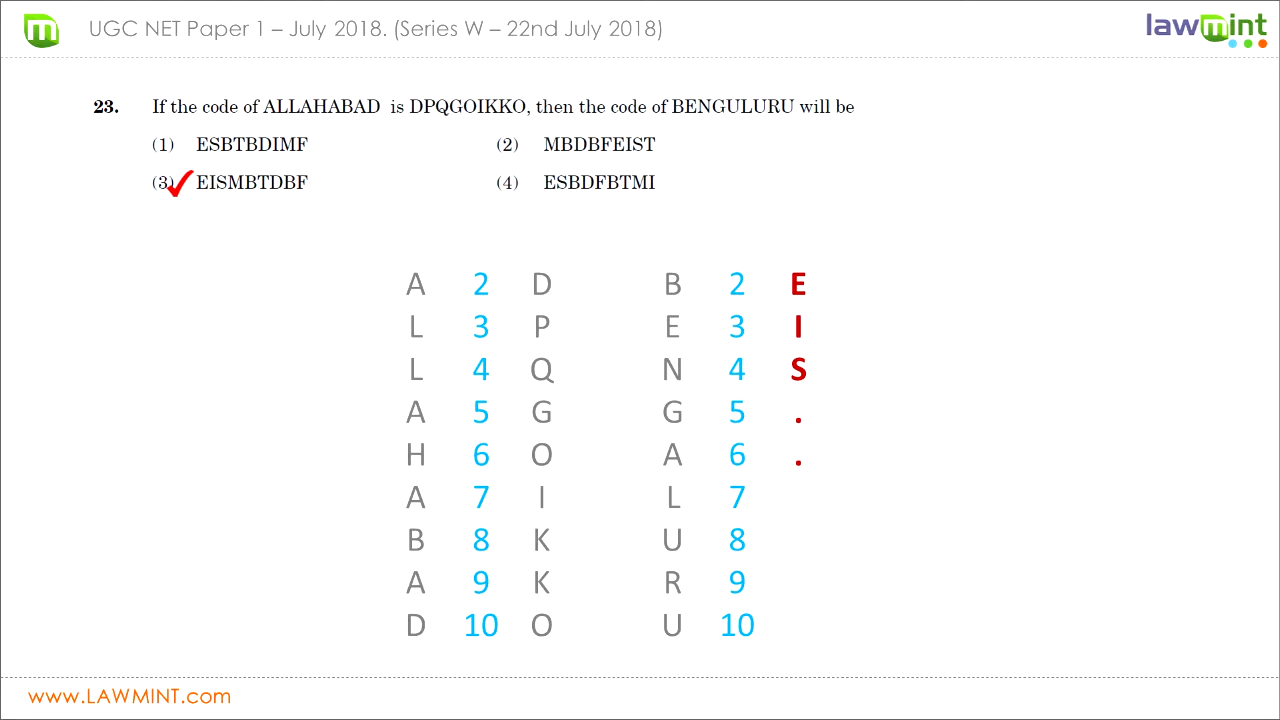 UGC NET Paper 1 – July 2018. (Series W – 22nd July 2018)
lawmint
23. If the code of ALLAHABAD is DPQGOIKKO, then the code of BENGULURU will be
(1) ESBTBDIMF (2) MBDBFEIST
(3) EISMBTDBF (4) ESBDFBTMI
A 2 D B 2 E
L 3 P E 3 I
L 4 Q N 4 S
A 5 G G 5 .
H 6 O A 6 .
A 7 I L 7
B 8 K U 8
A 9 K R 9
D 10 O U 10
www.LAWMINT.com